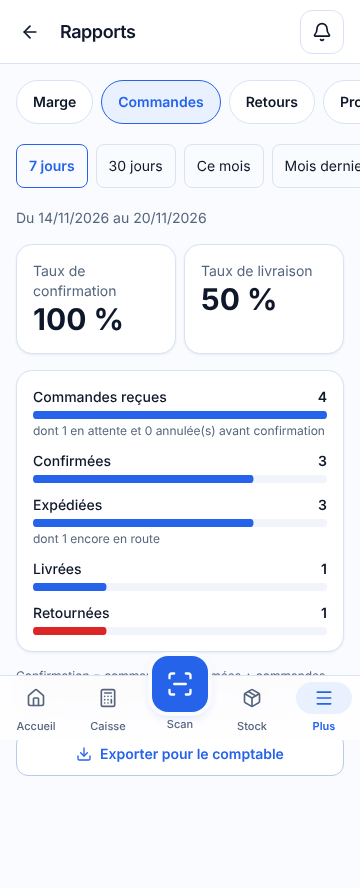 Rapports
Marge
Commandes
Retours
7 jours
30 jours
Ce mois
Mois
Du 14/11/2026 au 20/11/2026
Taux de
confirmation
100 %
Taux de livraison
50 %
Commandes reçues
4
dont 1 en attente et 0 annulée(s) avant confirmation
Confirmées
3
Expédiées
3
dont 1 encore en route
Livrées
1
Retournées
1
Accueil
Caisse
Scan
Stock
Plus
Exporter pour le comptable